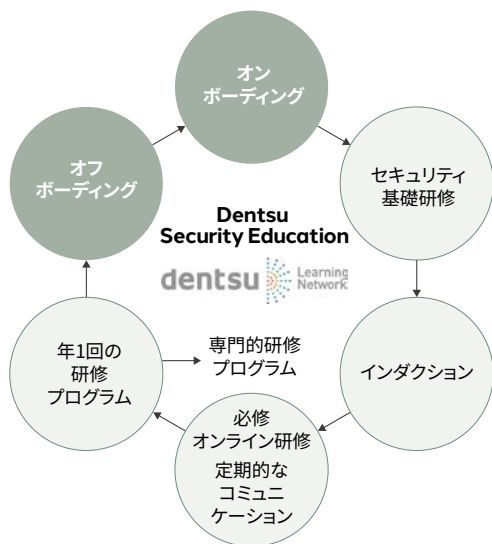 オン
ボーディング
オフ
ボーディング
セキュリティ
基礎研修
Dentsu
Security Education
dentsu Learning
Network
年1回の
研修
プログラム
専門的研修
プログラム
インダクション
必修
オンライン研修
定期的な
コミュニ
ケーション